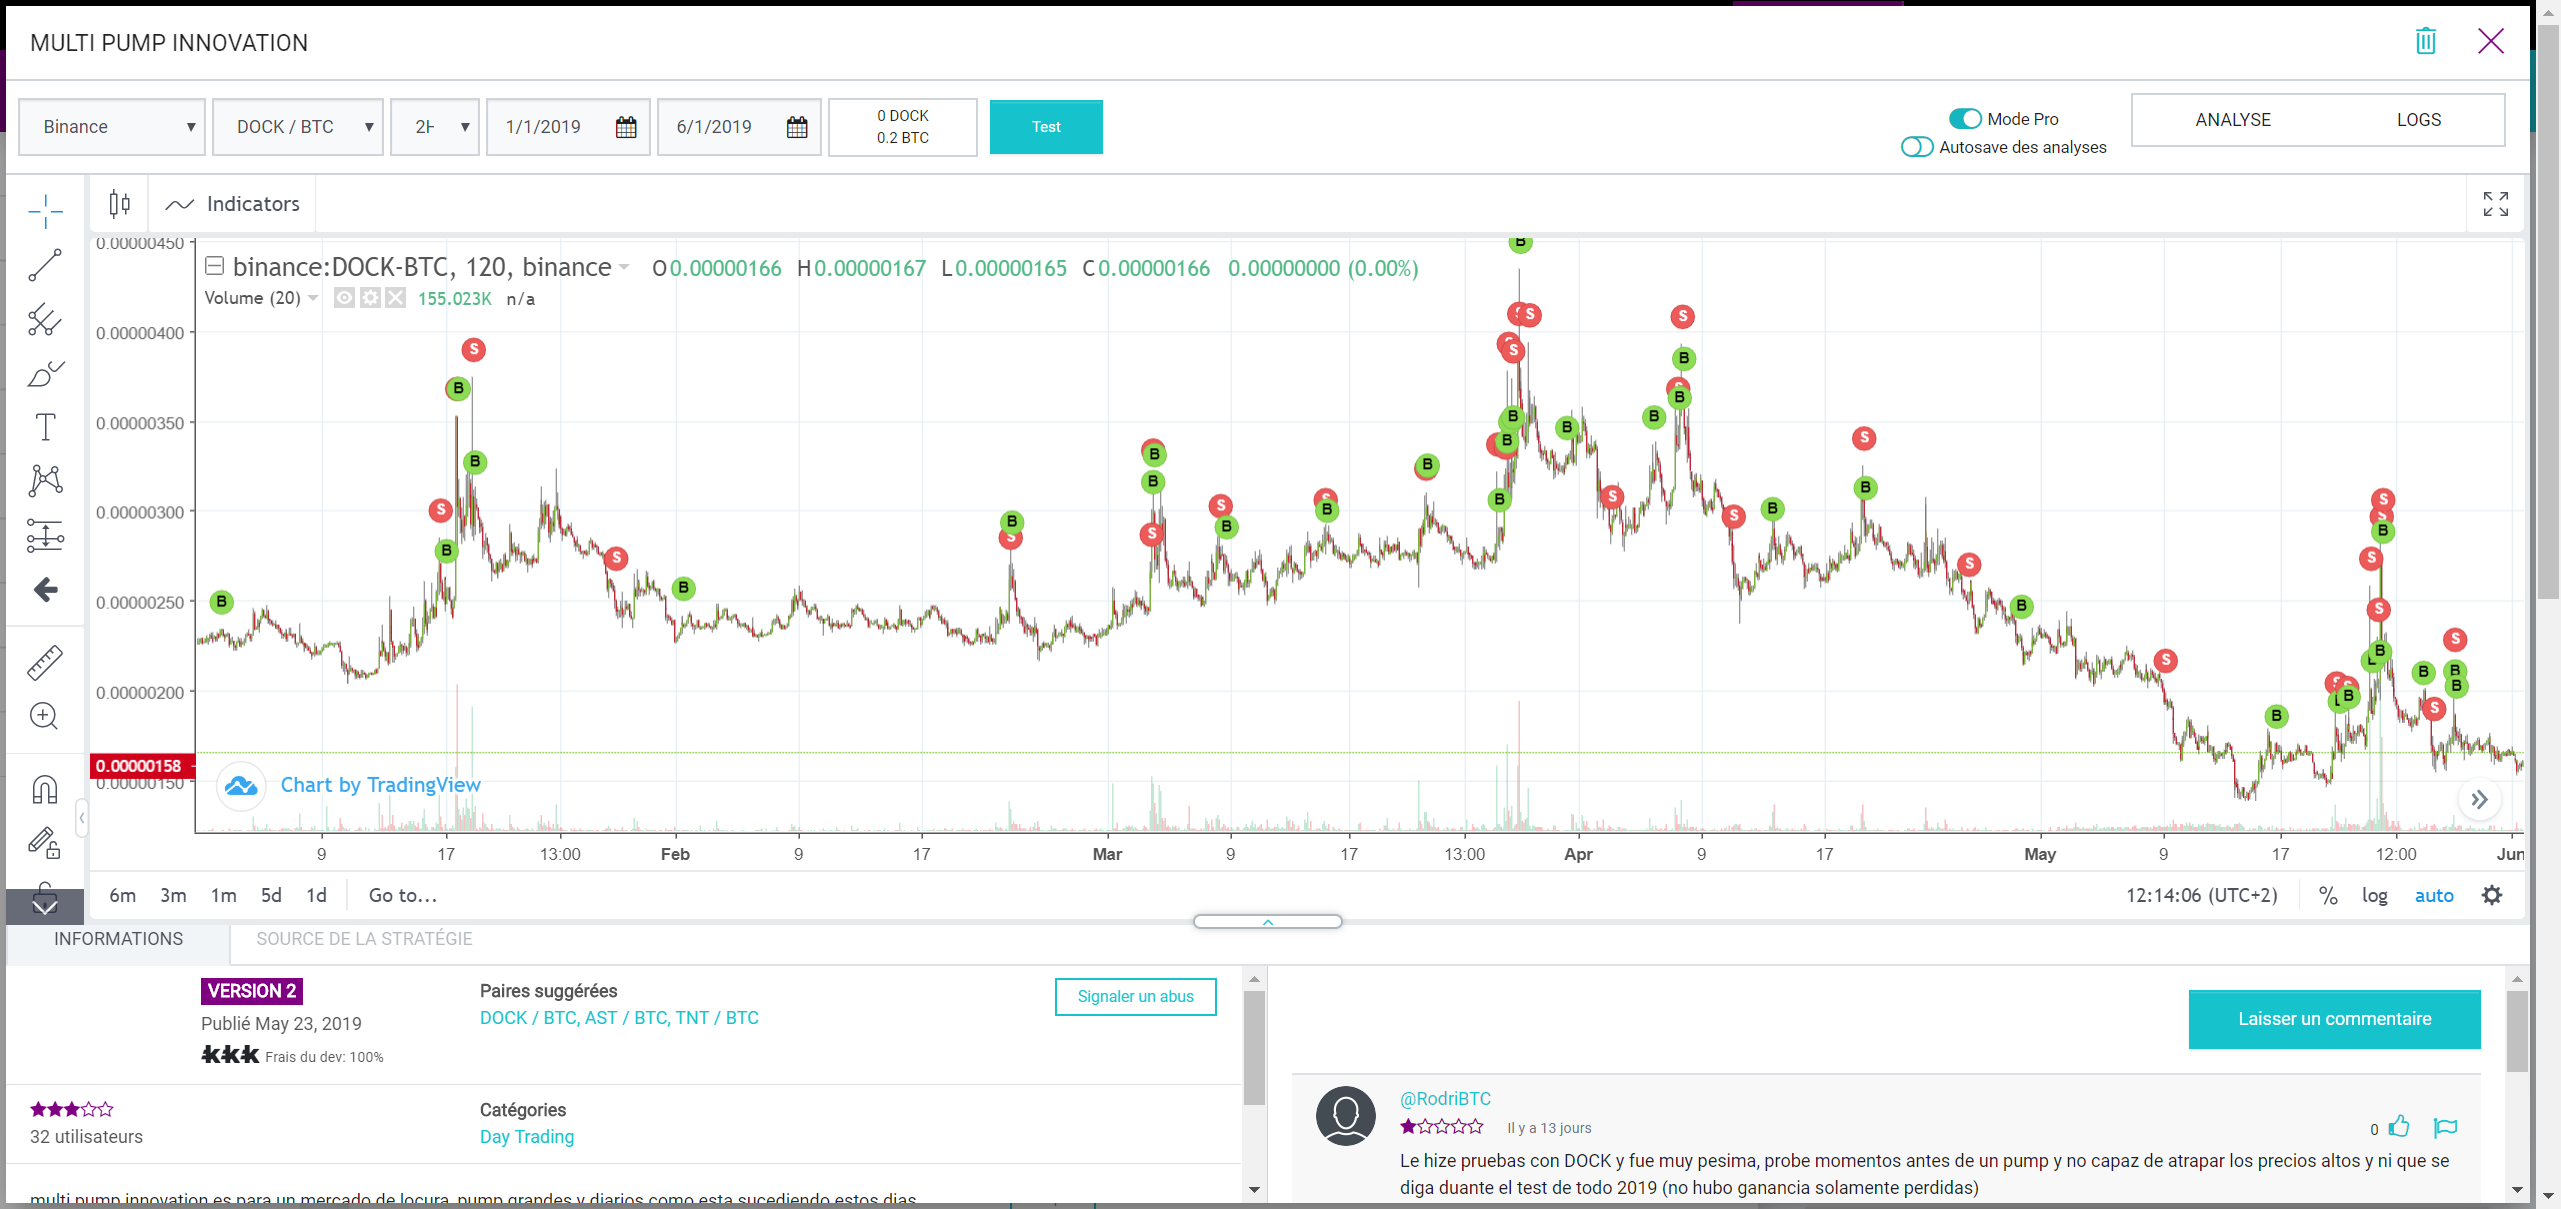 MULTI PUMP INNOVATION
Binance
DOCK / BTC
1/1/2019
6/1/2019
0 DOCK
0.2 BTC
Test
Mode Pro
Autosave des analyses
ANALYSE
LOGS
Indicators
binance:DOCK-BTC, 120, binance
O 0.00000166 H 0.00000167 L 0.00000165 C 0.00000166 0.00000000 (0.00%)
Volume (20)
155.023K n/a
0.00000450
0.00000400
0.00000350
0.00000300
0.00000250
0.00000200
0.00000158
0.00000150
Chart by TradingView
9 17 13:00 Feb 9 17 Mar 9 17 13:00 Apr 9 17 May 9 17 12:00 Jun
6m 3m 1m 5d 1d Go to...
12:14:06 (UTC+2) % log auto
INFORMATIONS
SOURCE DE LA STRATÉGIE
VERSION 2
Publié May 23, 2019
Frais du dev: 100%
Paires suggérées
DOCK / BTC, AST / BTC, TNT / BTC
Signaler un abus
32 utilisateurs
Catégories
Day Trading
multi pump innovation es para un mercado de locura, pump grandes y diarios como esta sucediendo estos dias
Laisser un commentaire
@RodriBTC
Il y a 13 jours
0
Le hize pruebas con DOCK y fue muy pesima, probe momentos antes de un pump y no capaz de atrapar los precios altos y ni que se
diga duante el test de todo 2019 (no hubo ganancia solamente perdidas)